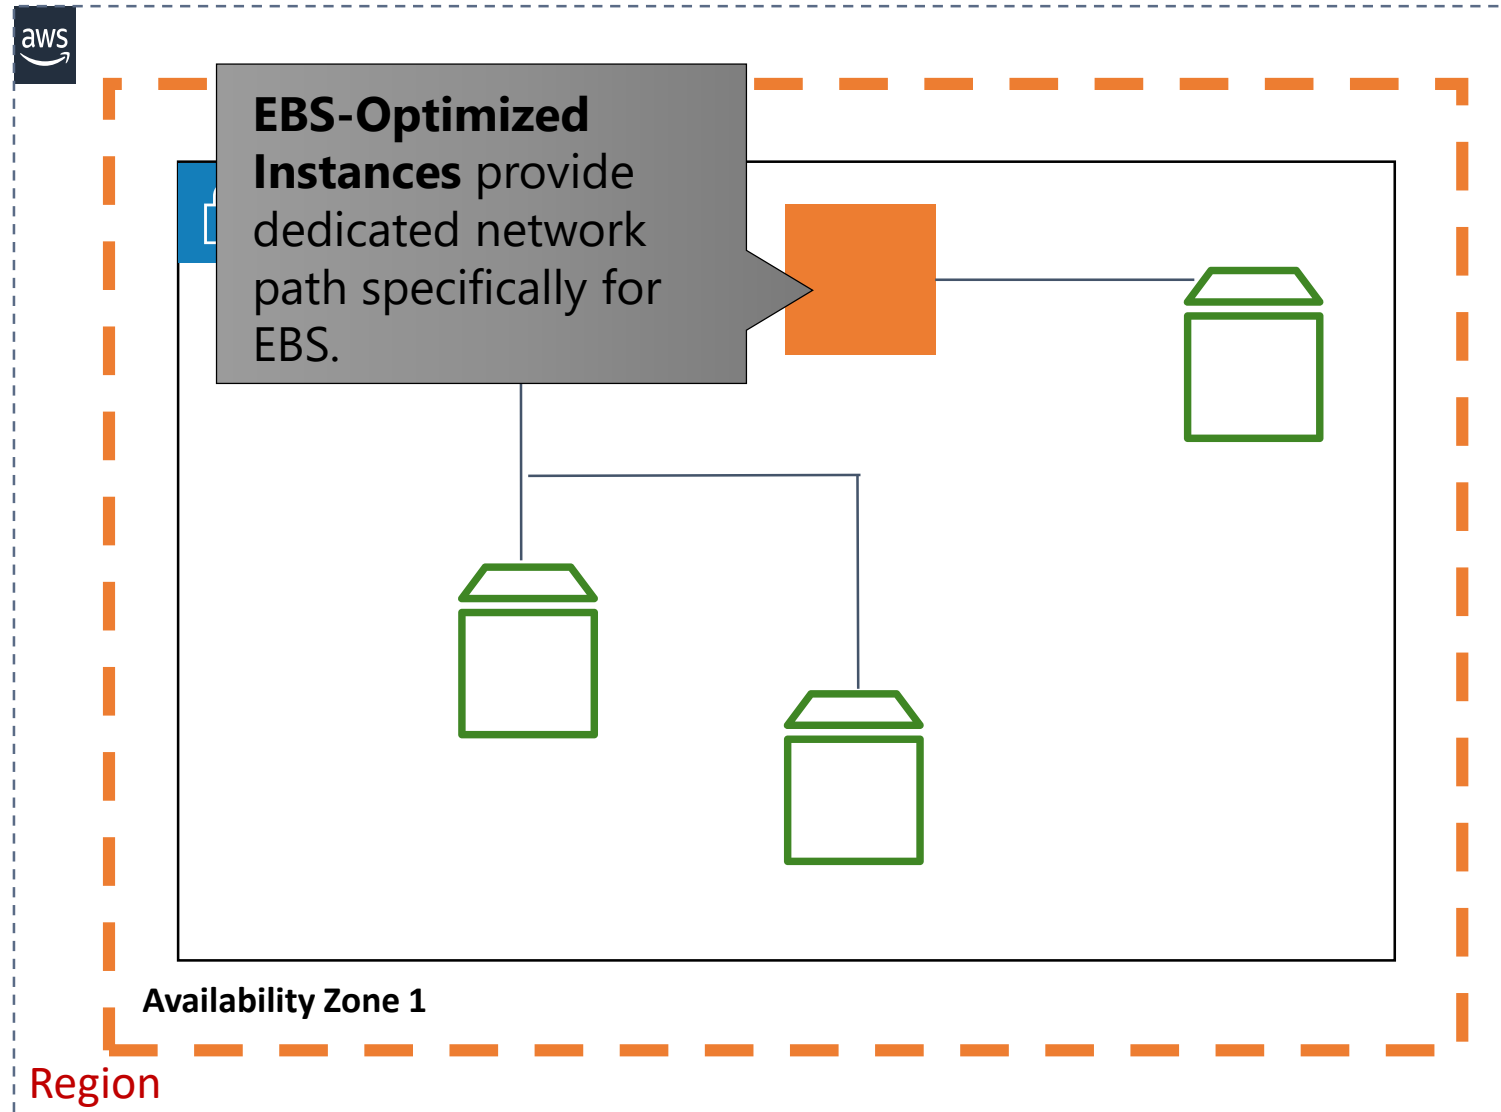 aws
EBS-Optimized
Instances provide
dedicated network
path specifically for
EBS.
Availability Zone 1
Region